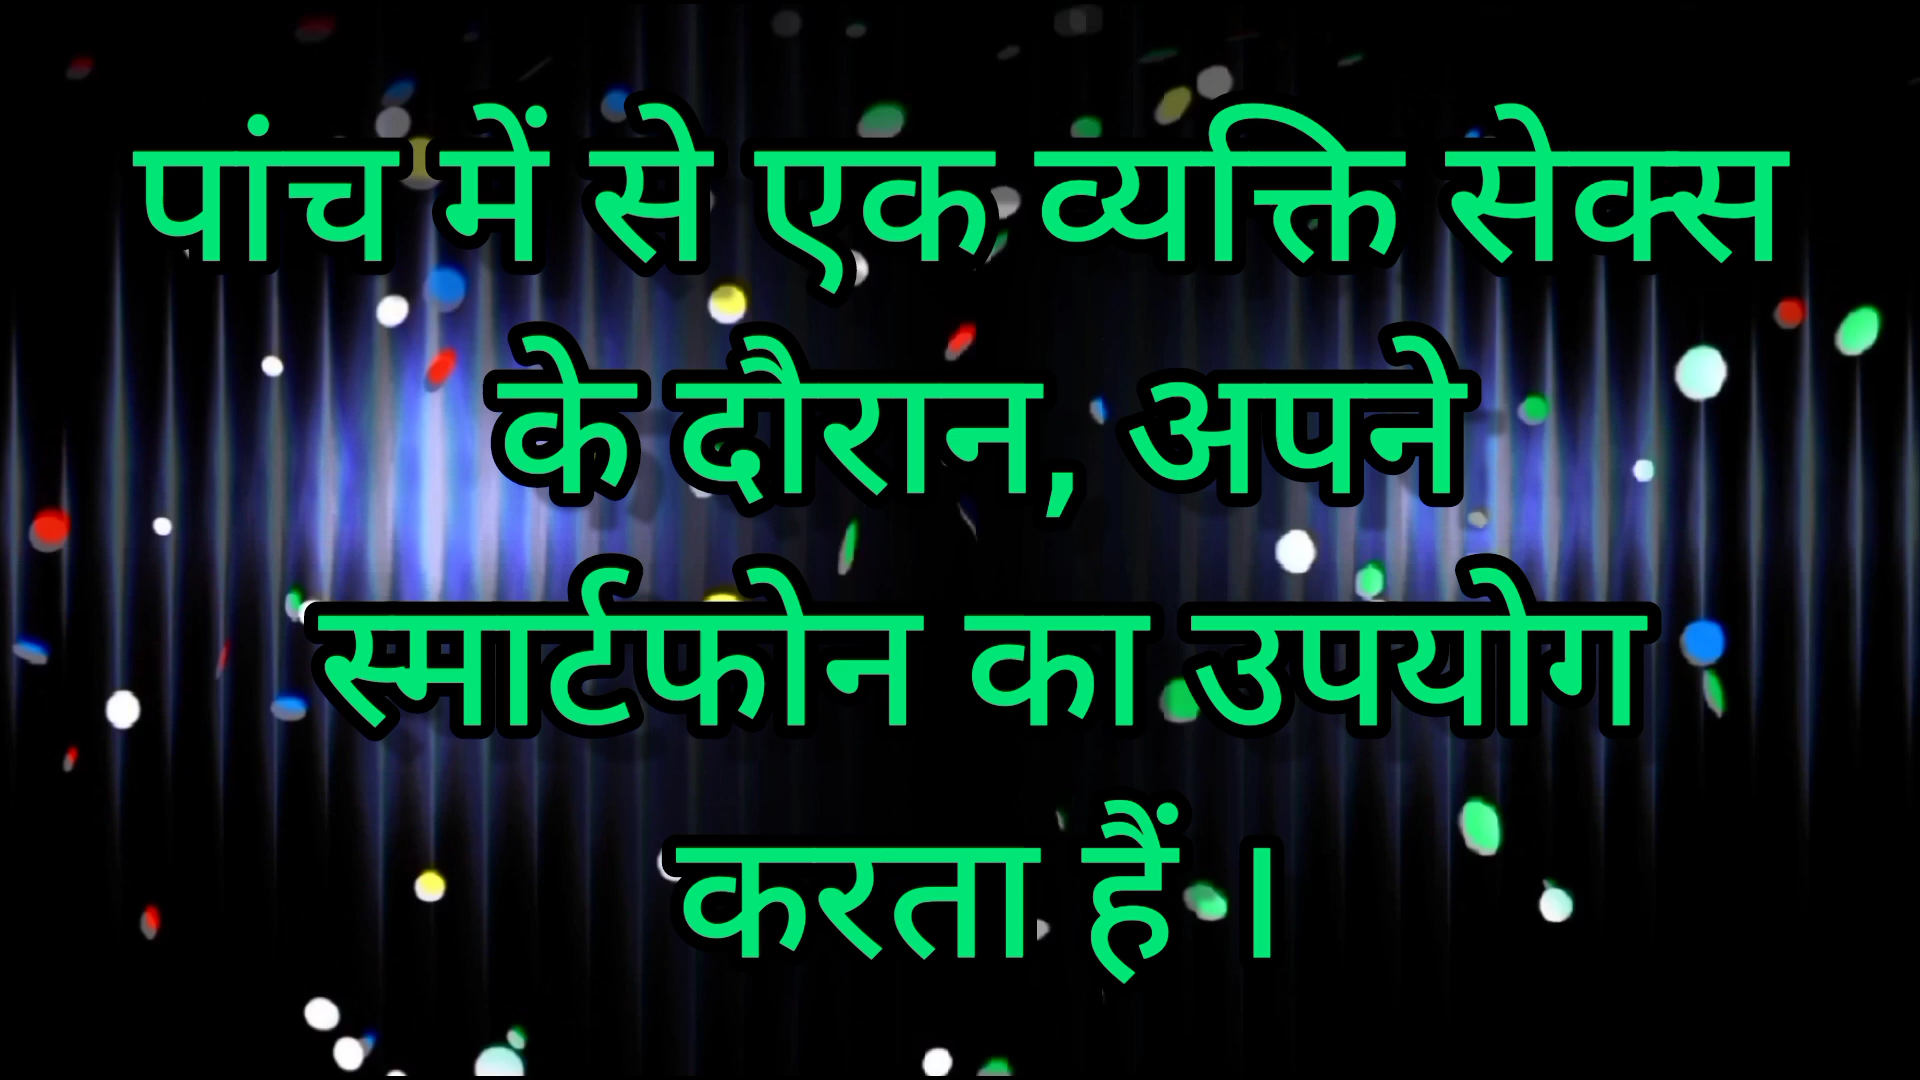 पांच में से एक व्यक्ति सेक्स
के दौरान, अपने
स्मार्टफोन का उपयोग
करता हैं ।